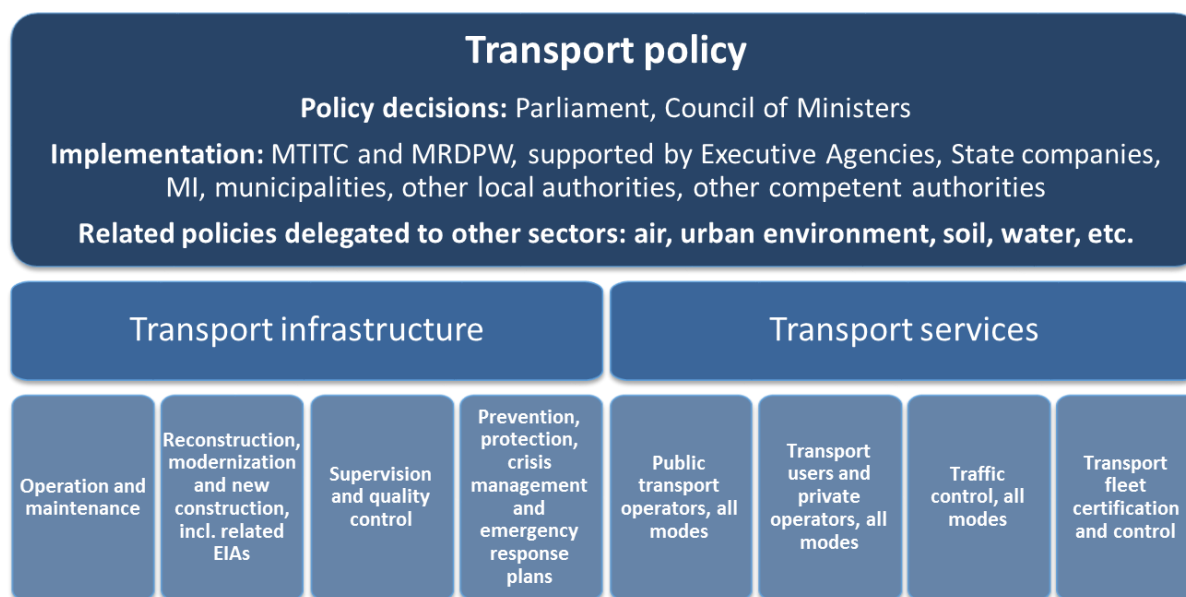 Transport policy
Policy decisions: Parliament, Council of Ministers
Implementation: MTITC and MRDPW, supported by Executive Agencies, State companies,
MI, municipalities, other local authorities, other competent authorities
Related policies delegated to other sectors: air, urban environment, soil, water, etc.
Transport infrastructure
Transport services
Operation and
maintenance
Reconstruction,
modernization
and new
construction,
incl. related
EIAs
Supervision
and quality
control
Prevention,
protection,
crisis
management
and
emergency
response
plans
Public
transport
operators, all
modes
Transport
users and
private
operators, all
modes
Traffic
control, all
modes
Transport
fleet
certification
and control